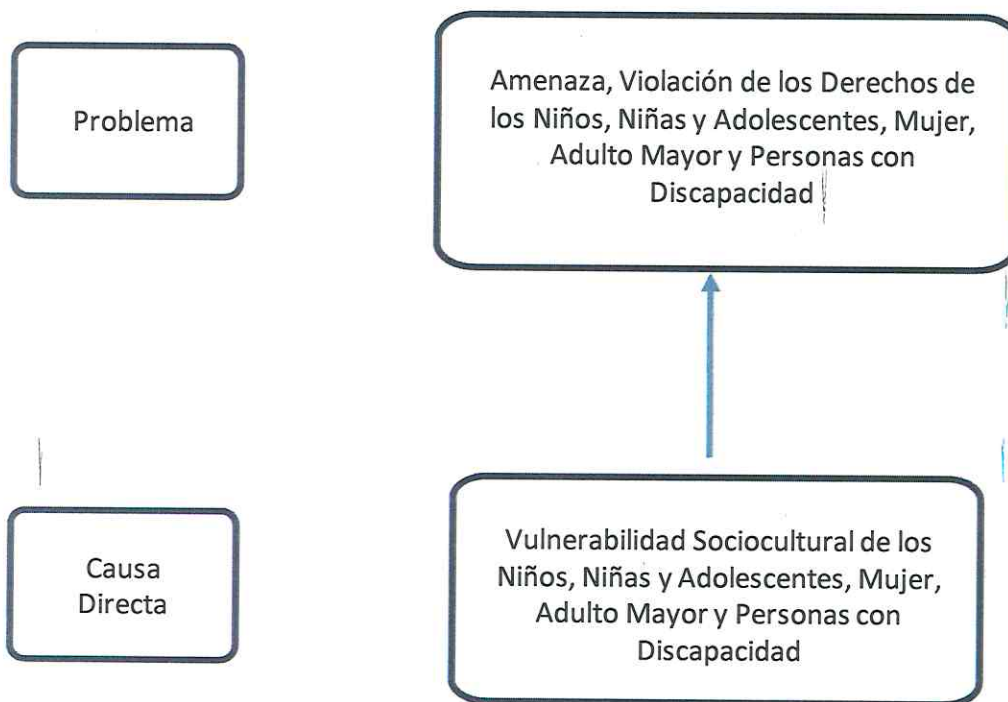 Problema
Amenaza, Violación de los Derechos de
los Niños, Niñas y Adolescentes, Mujer,
Adulto Mayor y Personas con
Discapacidad
Causa
Directa
Vulnerabilidad Sociocultural de los
Niños, Niñas y Adolescentes, Mujer,
Adulto Mayor y Personas con
Discapacidad